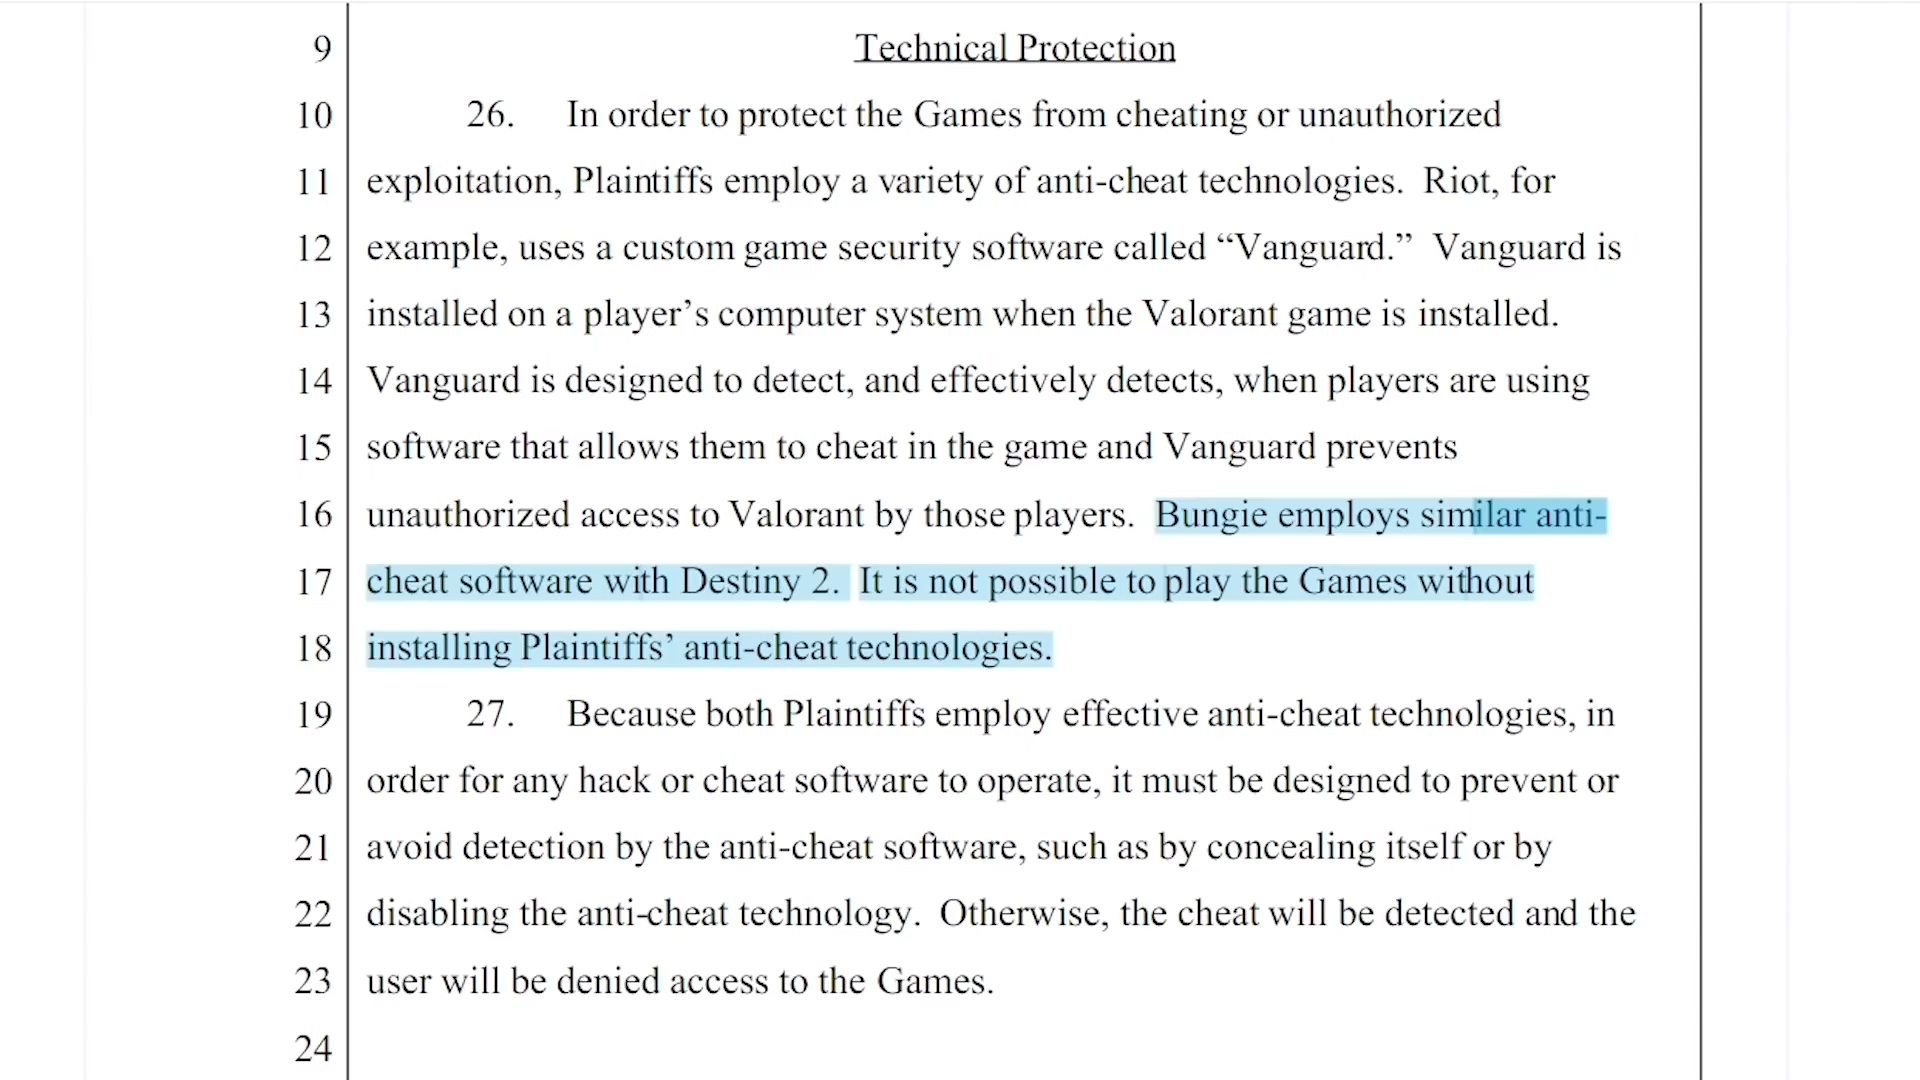 9 Technical Protection
10 26. In order to protect the Games from cheating or unauthorized
11 exploitation, Plaintiffs employ a variety of anti-cheat technologies. Riot, for
12 example, uses a custom game security software called “Vanguard.” Vanguard is
13 installed on a player’s computer system when the Valorant game is installed.
14 Vanguard is designed to detect, and effectively detects, when players are using
15 software that allows them to cheat in the game and Vanguard prevents
16 unauthorized access to Valorant by those players. Bungie employs similar anti-
17 cheat software with Destiny 2. It is not possible to play the Games without
18 installing Plaintiffs’ anti-cheat technologies.
19 27. Because both Plaintiffs employ effective anti-cheat technologies, in
20 order for any hack or cheat software to operate, it must be designed to prevent or
21 avoid detection by the anti-cheat software, such as by concealing itself or by
22 disabling the anti-cheat technology. Otherwise, the cheat will be detected and the
23 user will be denied access to the Games.
24